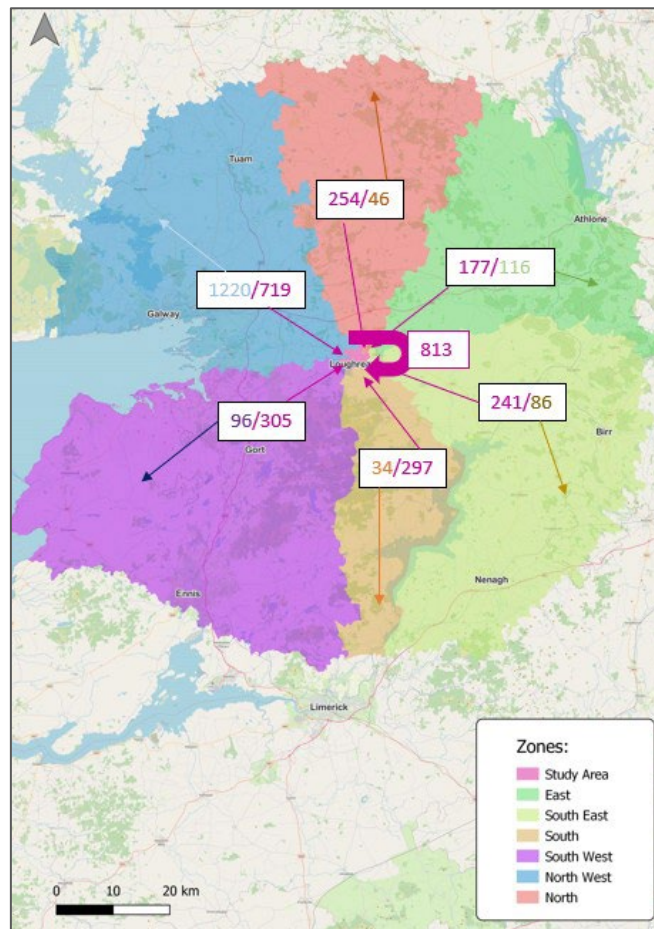 Tuam
254/46
Athlone
177/116
1220/719
Galway
813
Loughrea
241/86
96/305
Birr
Gort
34/297
Nenagh
Ennis
Limerick
Zones:
Study Area
East
South East
South
South West
North West
North
0 10 20 km